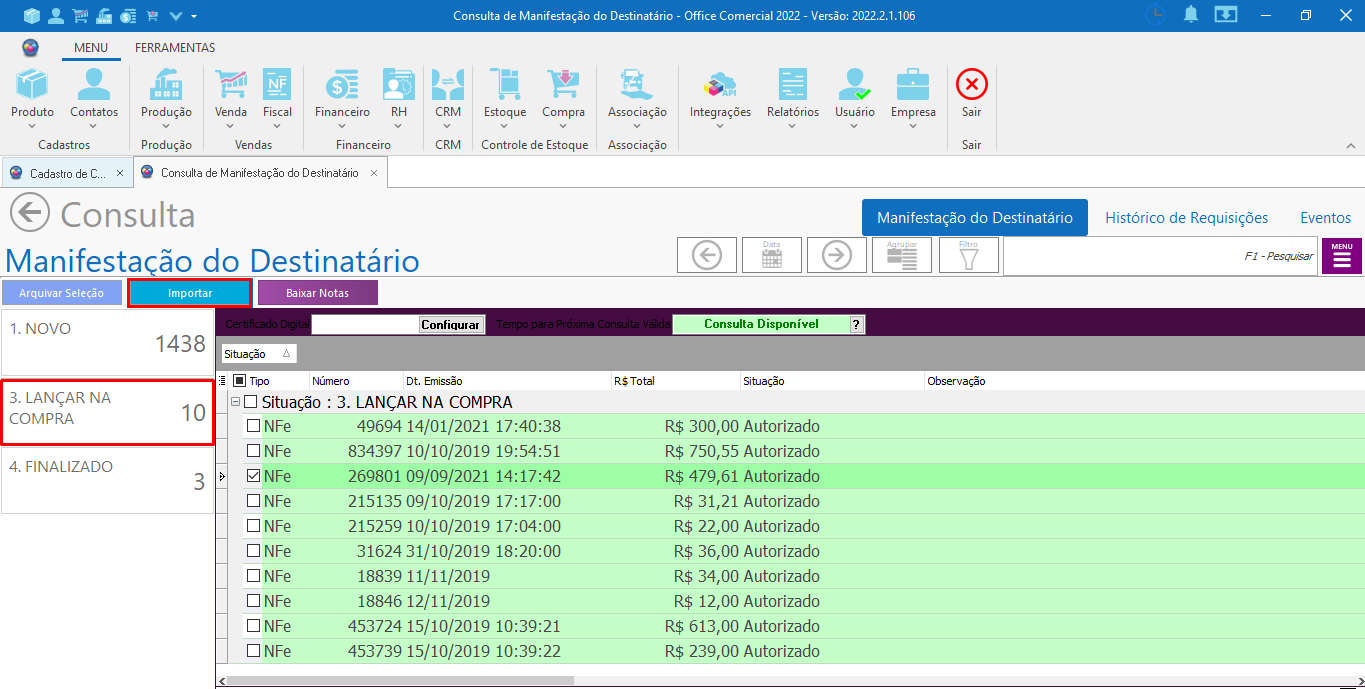 Consulta de Manifestação do Destinatário - Office Comercial 2022 - Versão: 2022.2.1.106
MENU FERRAMENTAS
Produto Contatos Produção Venda Fiscal Financeiro RH CRM Estoque Compra Associação Integrações Relatórios Usuário Empresa Sair
Cadastros Produção Vendas Financeiro CRM Controle de Estoque Associação Sair
Cadastro de C... × Consulta de Manifestação do Destinatário ×
Consulta
Manifestação do Destinatário Histórico de Requisições Eventos
Manifestação do Destinatário
Data Agrupar Filtro F1 - Pesquisar MENU
Arquivar Seleção Importar Baixar Notas
1. NOVO
1438
3. LANÇAR NA
COMPRA
10
4. FINALIZADO
3
Certificado Digital Configurar Tempo para Próxima Consulta Válida Consulta Disponível ?
Situação
Tipo Número Dt. Emissão R$ Total Situação Observação
Situação : 3. LANÇAR NA COMPRA
NFe 49694 14/01/2021 17:40:38 R$ 300,00 Autorizado
NFe 834397 10/10/2019 19:54:51 R$ 750,55 Autorizado
NFe 269801 09/09/2021 14:17:42 R$ 479,61 Autorizado
NFe 215135 09/10/2019 17:17:00 R$ 31,21 Autorizado
NFe 215259 10/10/2019 17:04:00 R$ 22,00 Autorizado
NFe 31624 31/10/2019 18:20:00 R$ 36,00 Autorizado
NFe 18839 11/11/2019 R$ 34,00 Autorizado
NFe 18846 12/11/2019 R$ 12,00 Autorizado
NFe 453724 15/10/2019 10:39:21 R$ 613,00 Autorizado
NFe 453739 15/10/2019 10:39:22 R$ 239,00 Autorizado